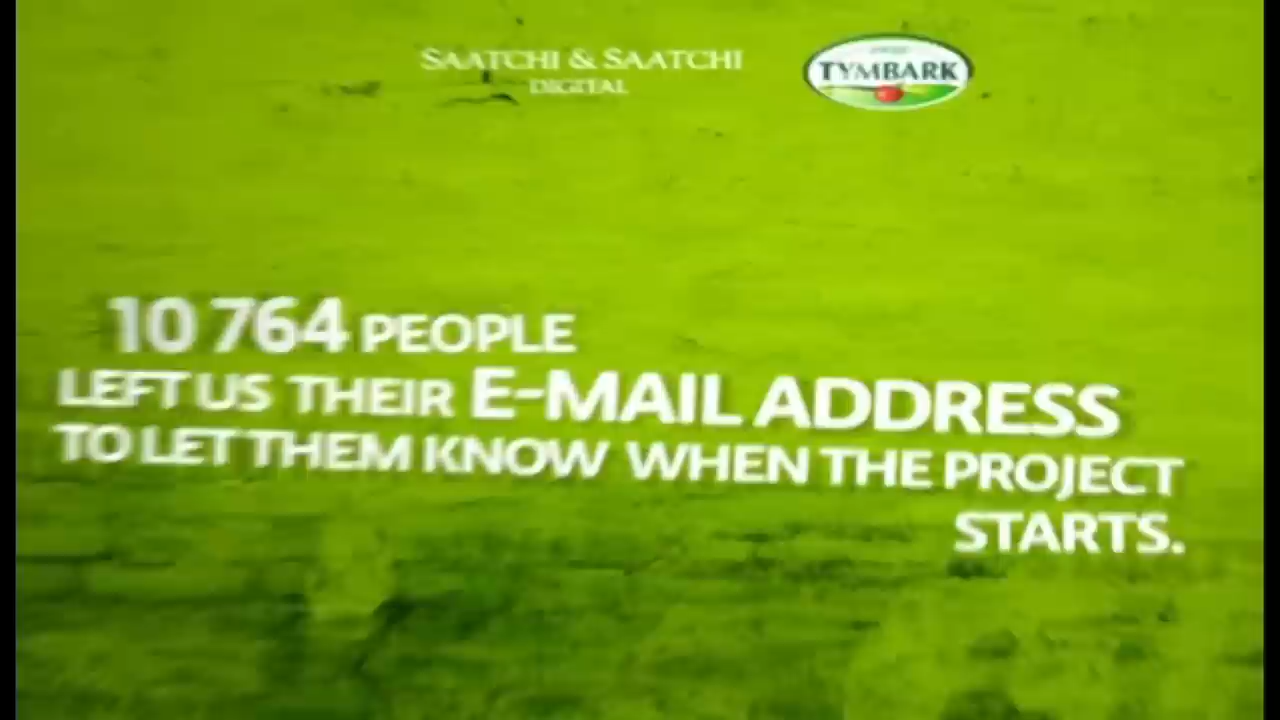 SAATCHI & SAATCHI
DIGITAL
TYMBARK
10 764 PEOPLE
LEFT US THEIR E-MAIL ADDRESS
TO LET THEM KNOW WHEN THE PROJECT
STARTS.